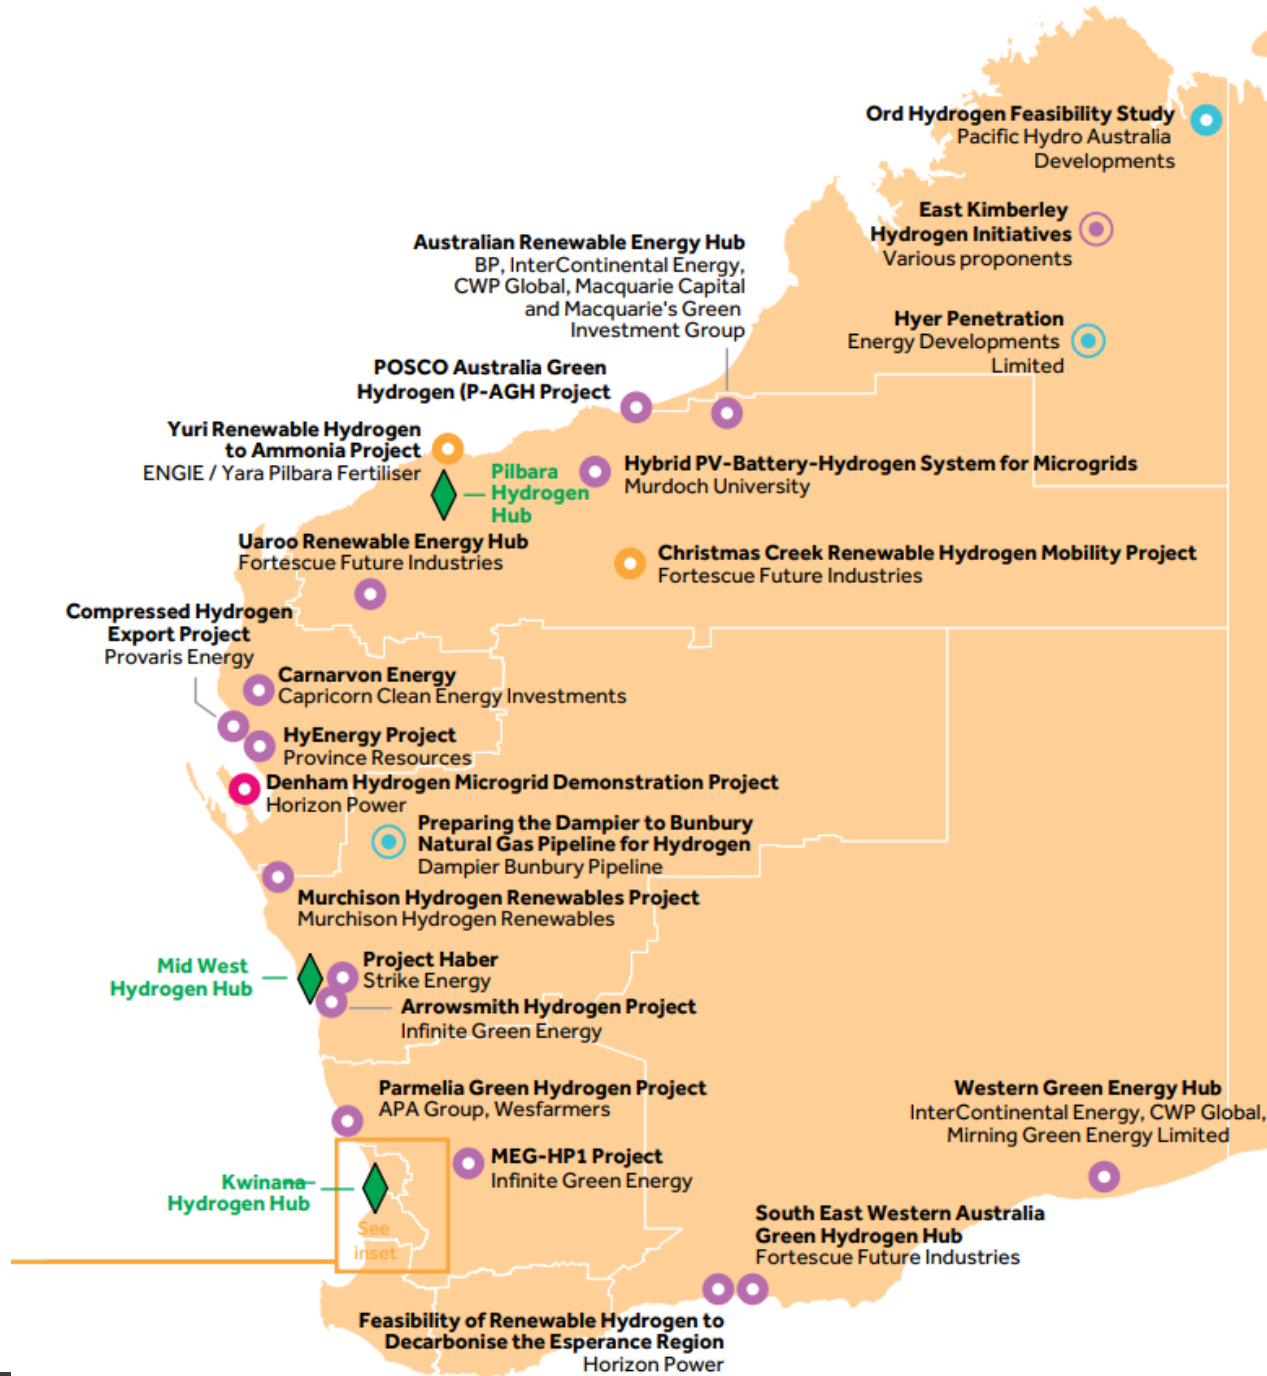 Ord Hydrogen Feasibility Study
Pacific Hydro Australia
Developments
East Kimberley
Hydrogen Initiatives
Various proponents
Australian Renewable Energy Hub
BP, InterContinental Energy,
CWP Global, Macquarie Capital
and Macquarie's Green
Investment Group
Hyer Penetration
Energy Developments
Limited
POSCO Australia Green
Hydrogen (P-AGH Project
Yuri Renewable Hydrogen
to Ammonia Project
ENGIE / Yara Pilbara Fertiliser
Pilbara
Hydrogen
Hub
Hybrid PV-Battery-Hydrogen System for Microgrids
Murdoch University
Uaroo Renewable Energy Hub
Fortescue Future Industries
Christmas Creek Renewable Hydrogen Mobility Project
Fortescue Future Industries
Compressed Hydrogen
Export Project
Provaris Energy
Carnarvon Energy
Capricorn Clean Energy Investments
HyEnergy Project
Province Resources
Denham Hydrogen Microgrid Demonstration Project
Horizon Power
Preparing the Dampier to Bunbury
Natural Gas Pipeline for Hydrogen
Dampier Bunbury Pipeline
Murchison Hydrogen Renewables Project
Murchison Hydrogen Renewables
Mid West
Hydrogen Hub
Project Haber
Strike Energy
Arrowsmith Hydrogen Project
Infinite Green Energy
Parmelia Green Hydrogen Project
APA Group, Wesfarmers
Western Green Energy Hub
InterContinental Energy, CWP Global,
Mirning Green Energy Limited
MEG-HP1 Project
Infinite Green Energy
Kwinana
Hydrogen Hub
See
inset
South East Western Australia
Green Hydrogen Hub
Fortescue Future Industries
Feasibility of Renewable Hydrogen to
Decarbonise the Esperance Region
Horizon Power